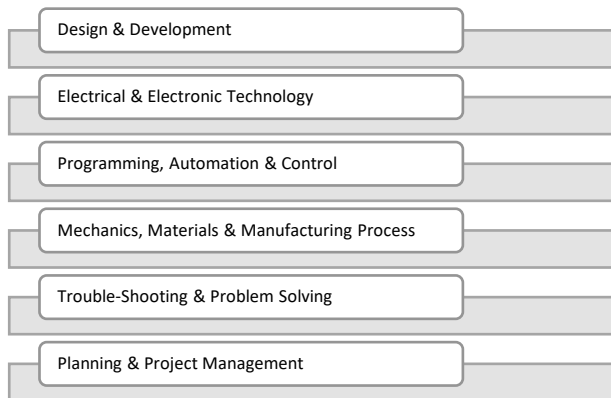 Design & Development
Electrical & Electronic Technology
Programming, Automation & Control
Mechanics, Materials & Manufacturing Process
Trouble-Shooting & Problem Solving
Planning & Project Management